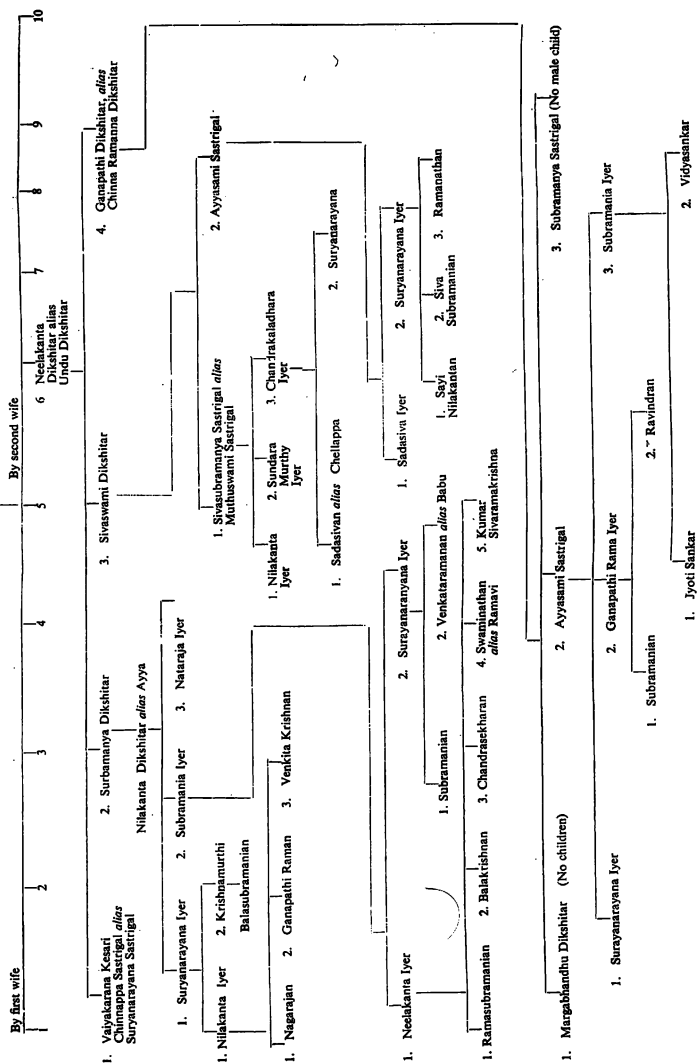 By first wife
By second wife
1 2 3 4 5 6 7 8 9 10
Neelakanta
Dikshitar alias
Undu Dikshitar
1. Vaiyakarana Kesari
Chinnappa Sastrigal alias
Suryanarayana Sastrigal
2. Surbamanya Dikshitar
3. Sivaswami Dikshitar
4. Ganapathi Dikshitar, alias
Chinna Ramanna Dikshitar
Nilakanta Dikshitar alias Ayya
1. Suryanarayana Iyer
2. Subramania Iyer
3. Nataraja Iyer
1. Sivasubramanya Sastrigal alias
Muthuswami Sastrigal
2. Ayyasami Sastrigal
1. Nilakanta Iyer
2. Krishnamurthi
Balasubramanian
1. Nilakanta
Iyer
2. Sundara
Murthy
Iyer
3. Chandrakaladhara
Iyer
1. Nagarajan
2. Ganapathi Raman
3. Venkita Krishnan
1. Sadasivan alias Chellappa
2. Suryanarayana
1. Sadasiva Iyer
2. Suryanarayana Iyer
1. Sayi
Nilakantan
2. Siva
Subramanian
3. Ramanathan
1. Neelakanta Iyer
2. Surayanaranyana Iyer
1. Subramanian
2. Venkataramanan alias Babu
1. Ramasubramanian
2. Balakrishnan
3. Chandrasekharan
4. Swaminathan
alias Ramavi
5. Kumar
Sivaramakrishna
1. Margabhandhu Dikshitar (No children)
2. Ayyasami Sastrigal
3. Subramanya Sastrigal (No male child)
1. Surayanarayana Iyer
2. Ganapathi Rama Iyer
3. Subramania Iyer
1. Subramanian
2. Ravindran
1. Jyoti Sankar
2. Vidyasankar